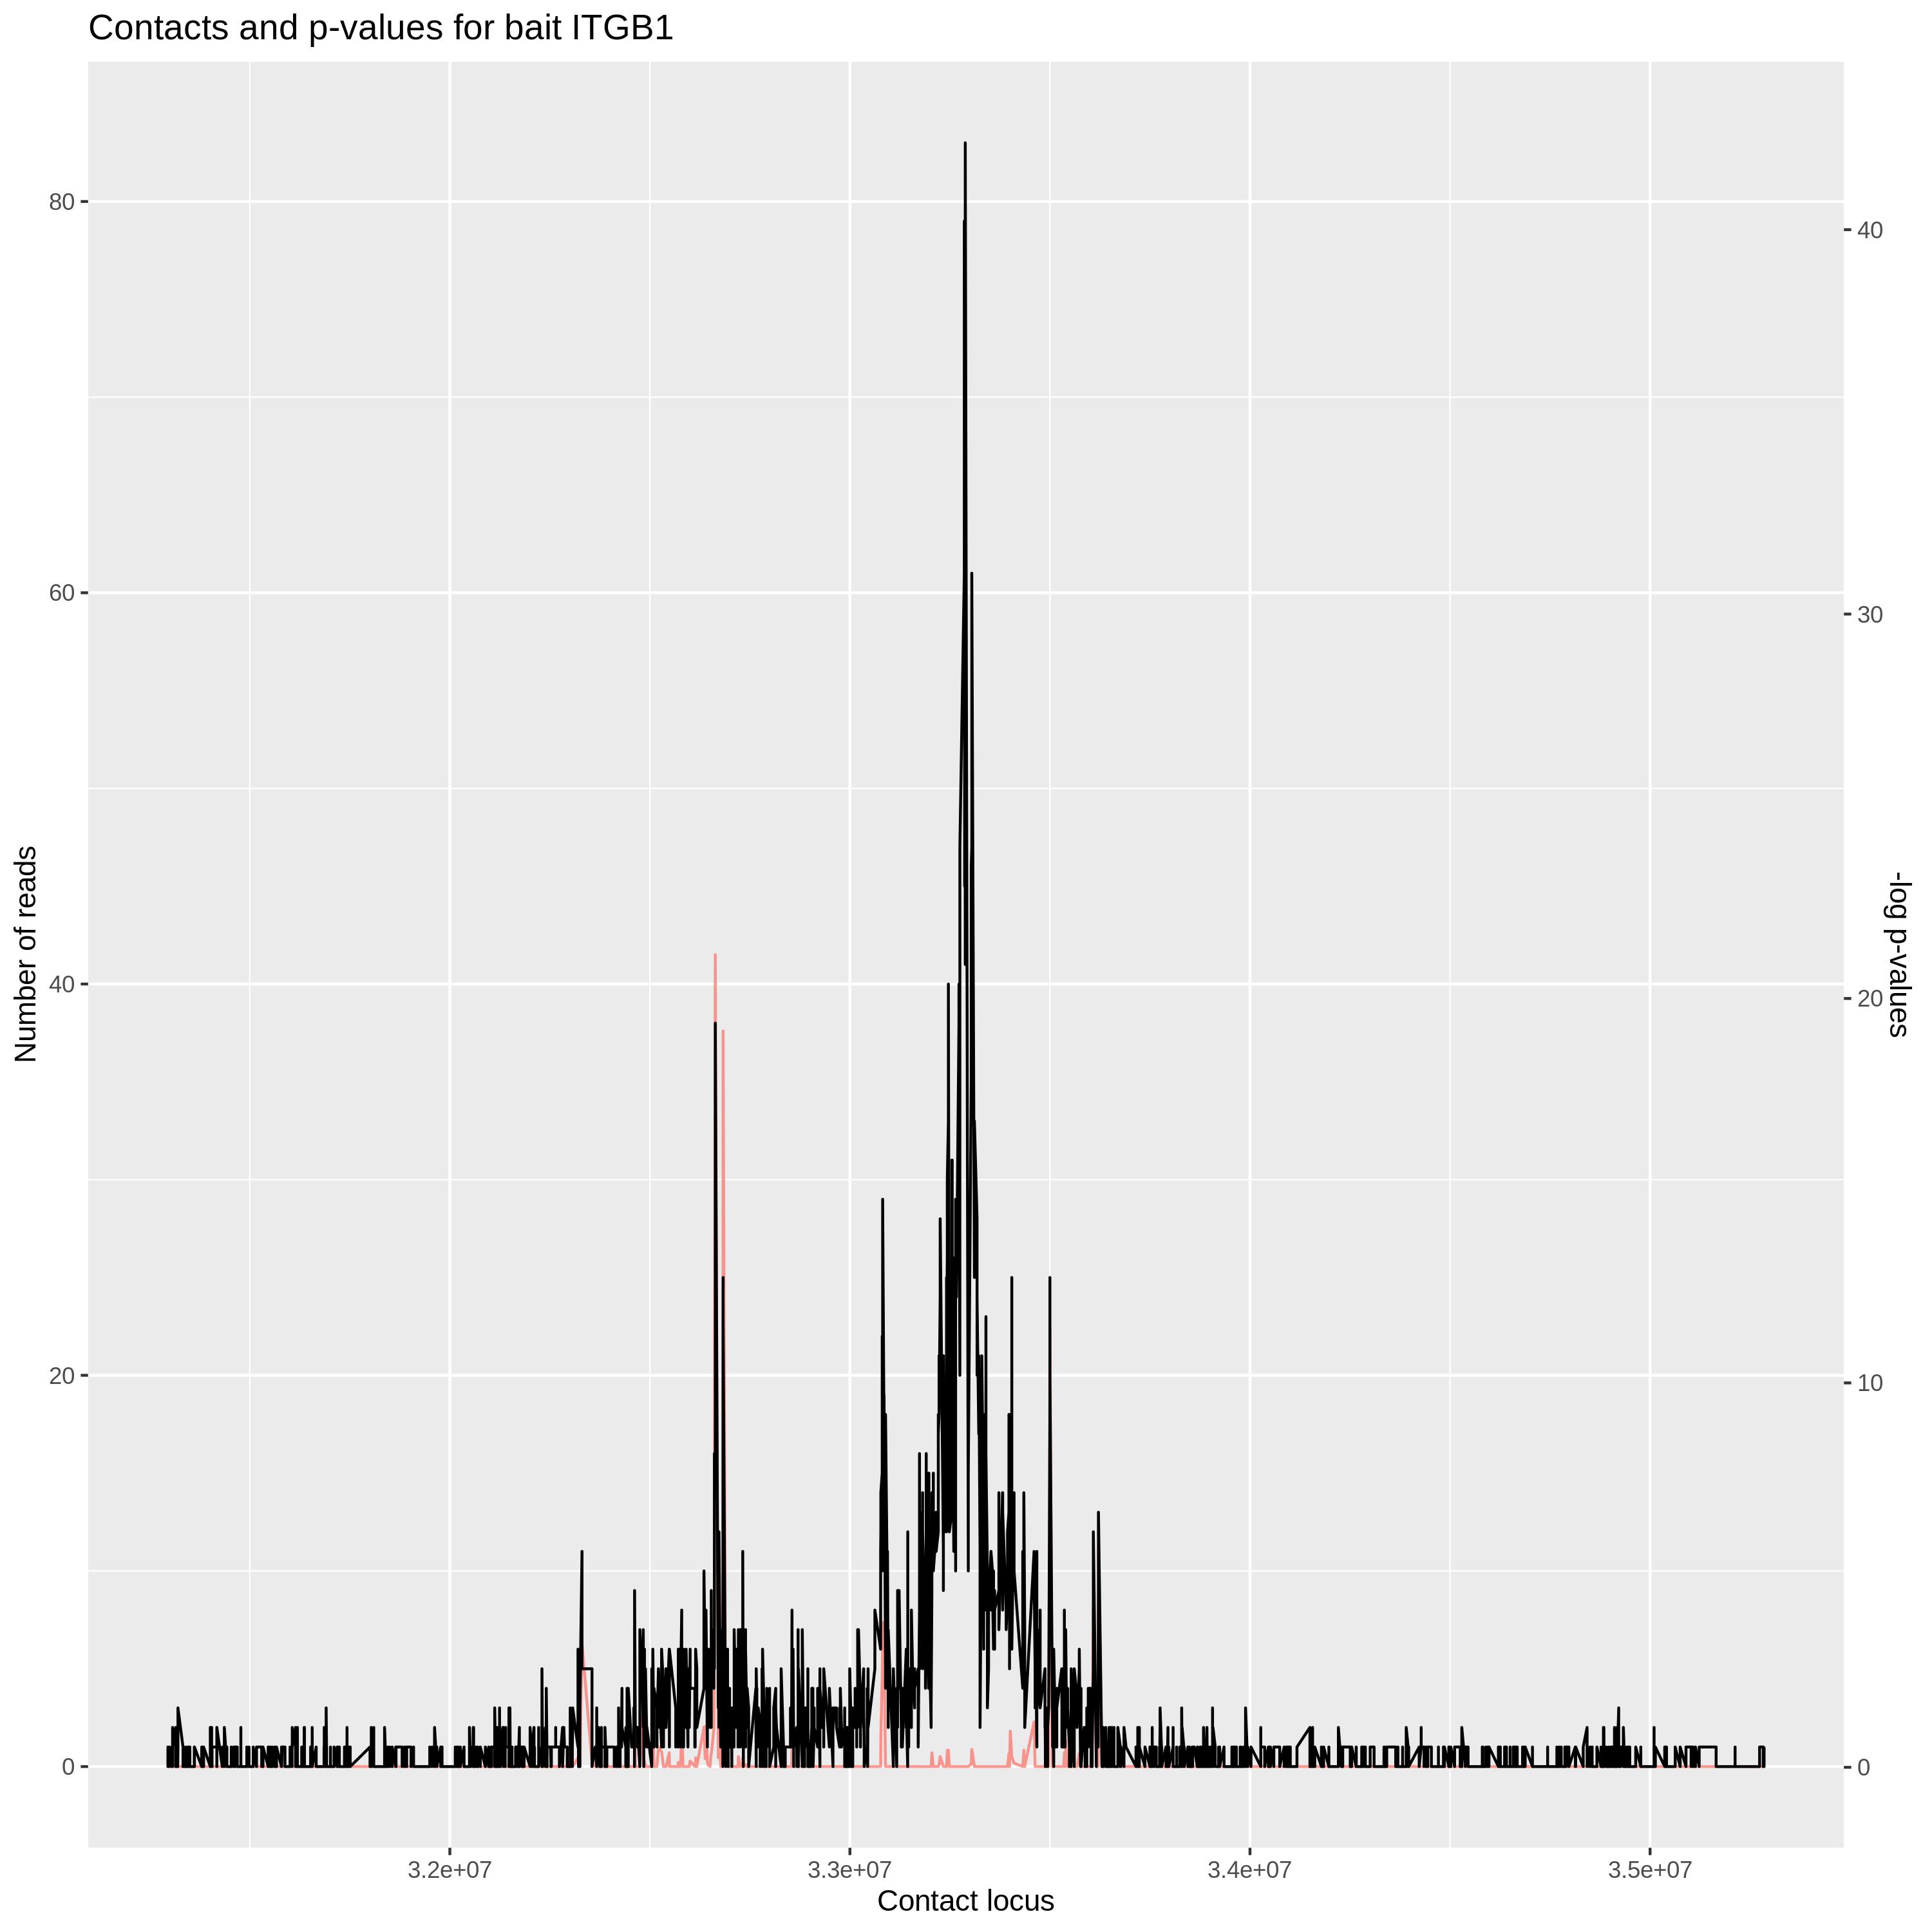 Contacts and p-values for bait ITGB1
80
60
40
20
0
Number of reads
40
30
20
10
0
-log p-values
3.2e+07
3.3e+07
3.4e+07
3.5e+07
Contact locus